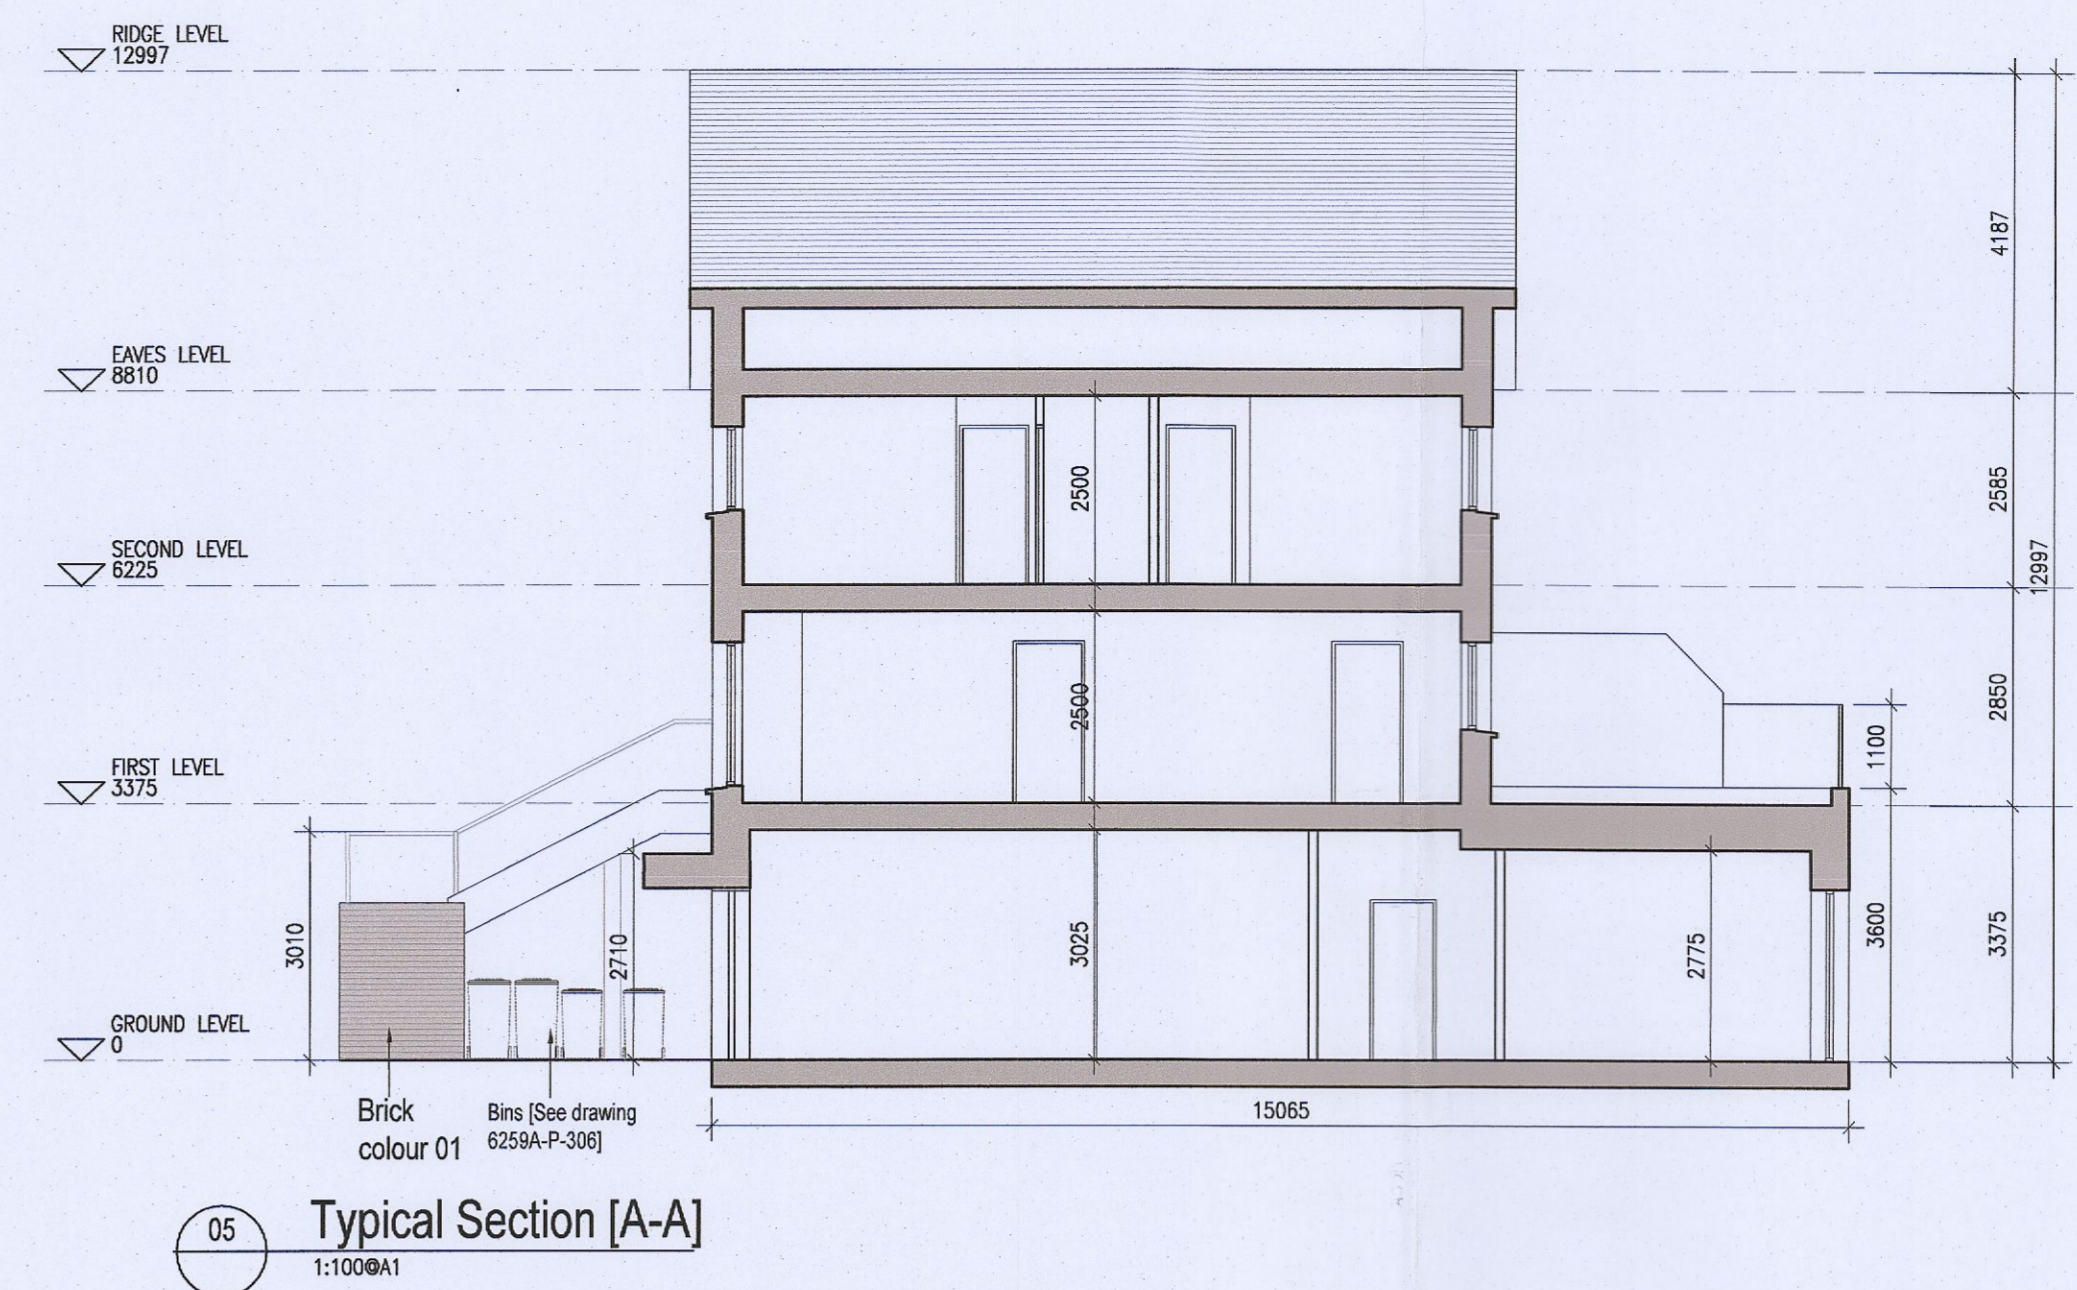 RIDGE LEVEL
12997
4187
EAVES LEVEL
8810
2500
2585
SECOND LEVEL
6225
12997
2500
2850
1100
FIRST LEVEL
3375
3010
2710
3025
2775
3600
3375
GROUND LEVEL
0
Brick
colour 01
Bins [See drawing
6259A-P-306]
15065
05
Typical Section [A-A]
1:100@A1